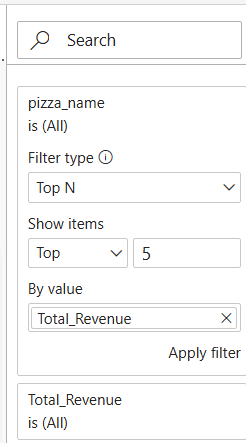 Search
pizza_name
is (All)
Filter type
Top N
Show items
Top 5
By value
Total_Revenue
Apply filter
Total_Revenue
is (All)